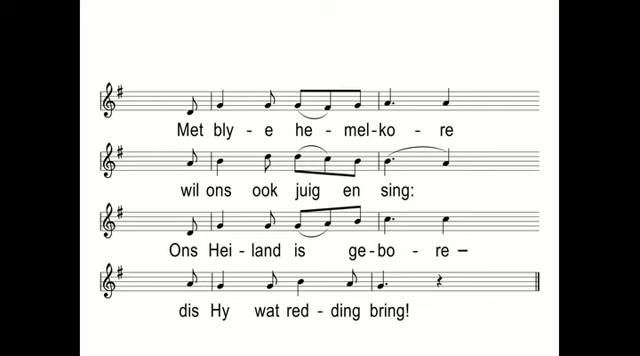 Met bly - e he - mel - ko - re
wil ons ook juig en sing:
Ons Hei - land is ge - bo - re –
dis Hy wat red - ding bring!